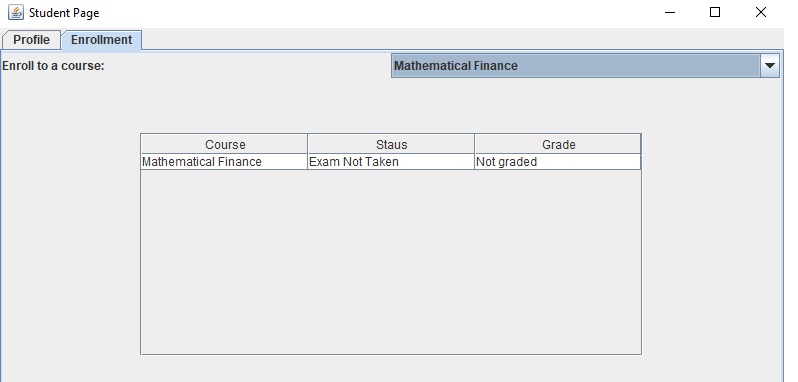 Student Page
Profile Enrollment
Enroll to a course: Mathematical Finance
Course Staus Grade
Mathematical Finance Exam Not Taken Not graded